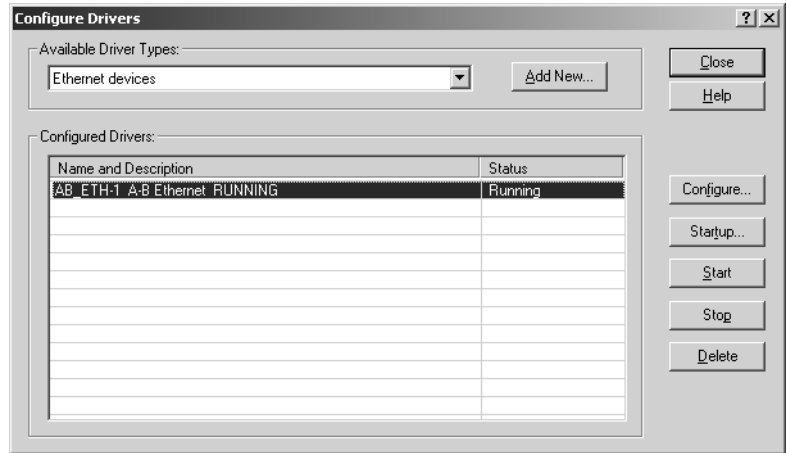 Configure Drivers
Available Driver Types:
Ethernet devices
Add New...
Close
Help
Configured Drivers:
Name and Description Status
AB_ETH-1 A-B Ethernet RUNNING Running
Configure...
Startup...
Start
Stop
Delete